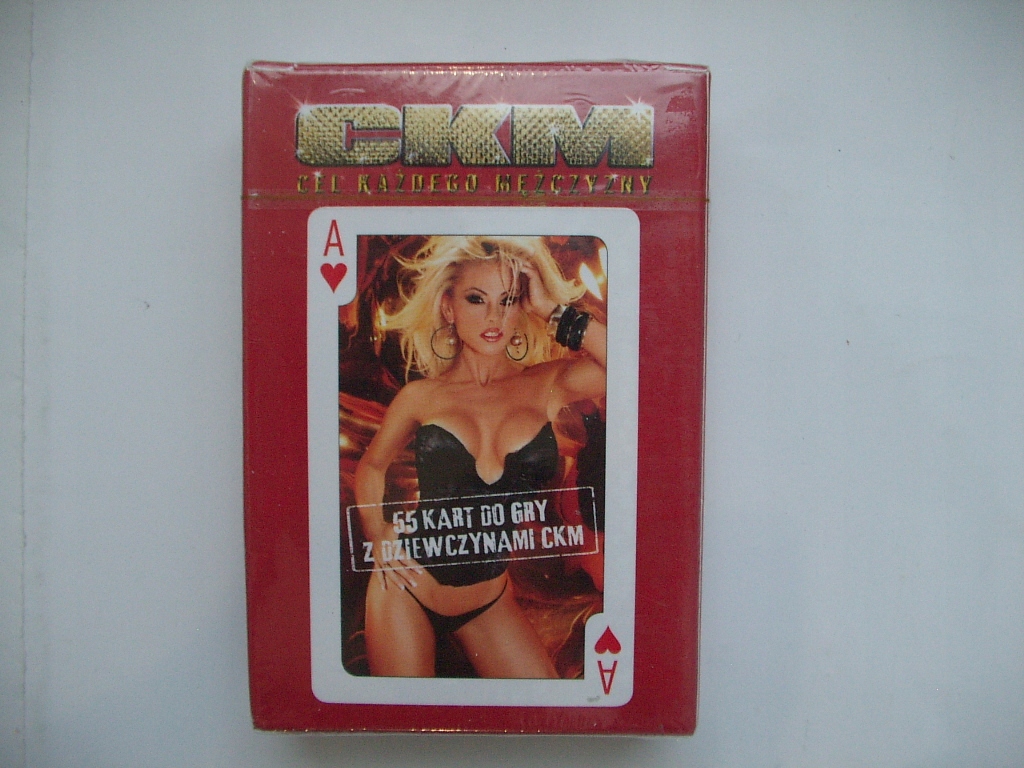 CKM
CEL KAŻDEGO MĘŻCZYZNY
A
55 KART DO GRY
Z DZIEWCZYNAMI CKM
A